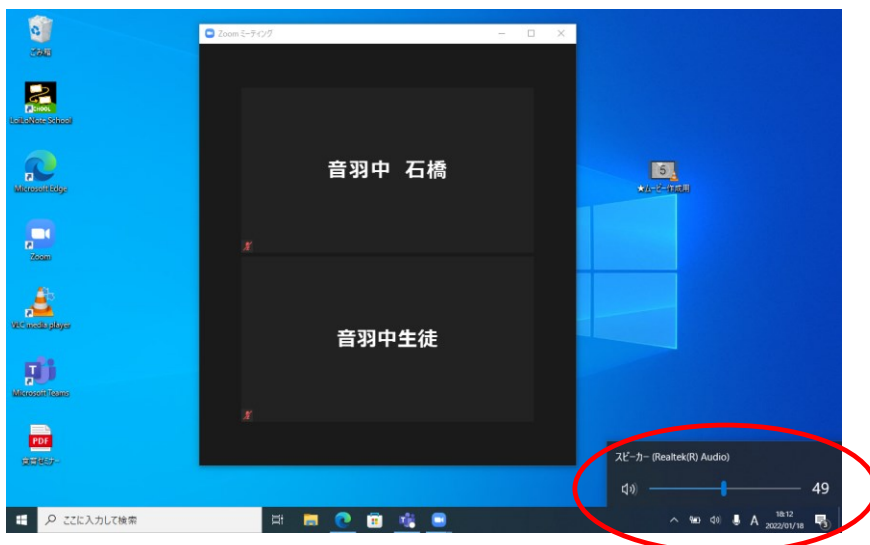 ごみ箱
LoiLoNote School
Microsoft Edge
Zoom
VLC media player
Microsoft Teams
PDF
Zoom ミーティング
音羽中 石橋
音羽中生徒
5
★ムービー作成用
スピーカー (Realtek(R) Audio)
49
ここに入力して検索
A
18:12
2022/01/18